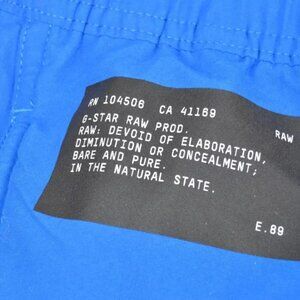 RN 104506 CA 41169
G-STAR RAW PROD. RAW
RAW: DEVOID OF ELABORATION,
DIMINUTION OR CONCEALMENT;
BARE AND PURE.
IN THE NATURAL STATE.
E.89